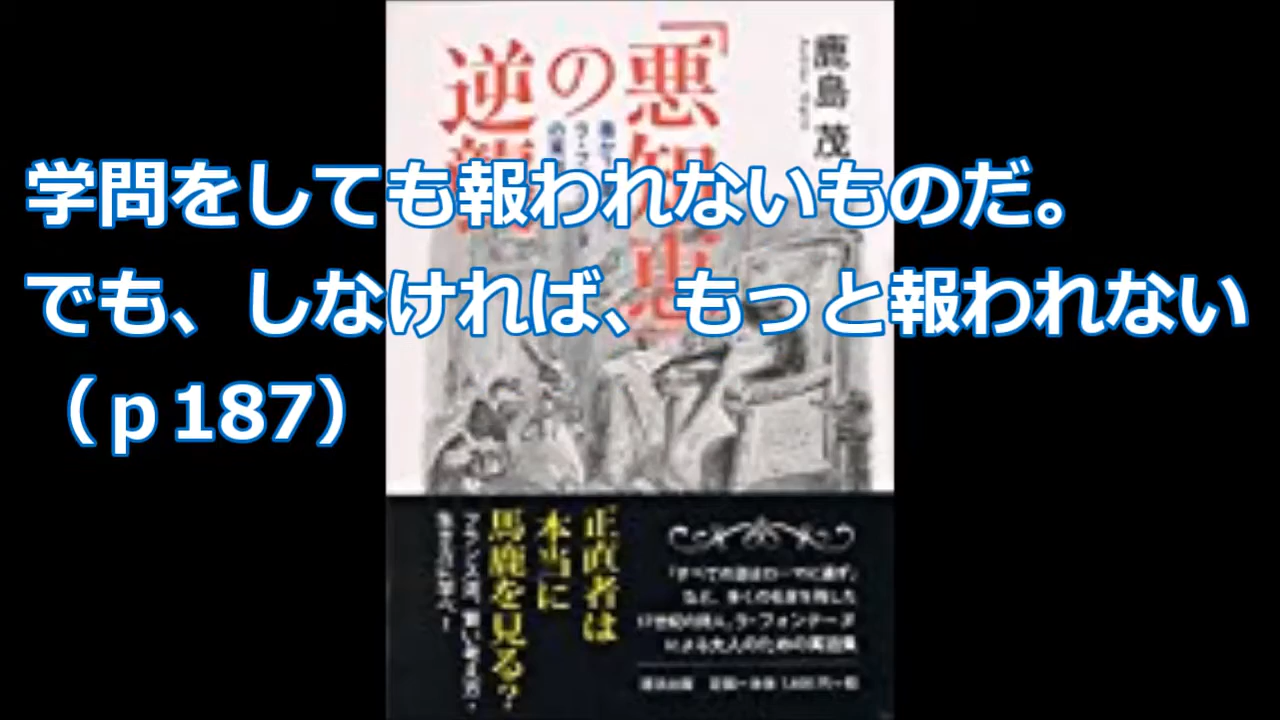 学問をしても報われないものだ。
でも、しなければ、もっと報われない
（ｐ187）
鹿島 茂
「悪智恵
の
逆襲
正直者は
本当に
馬鹿を見る？
「すべての道はローマに通ず」
など、多くの名言を残した
17世紀の詩人、ラ・フォンテーヌ
による大人のための寓話集